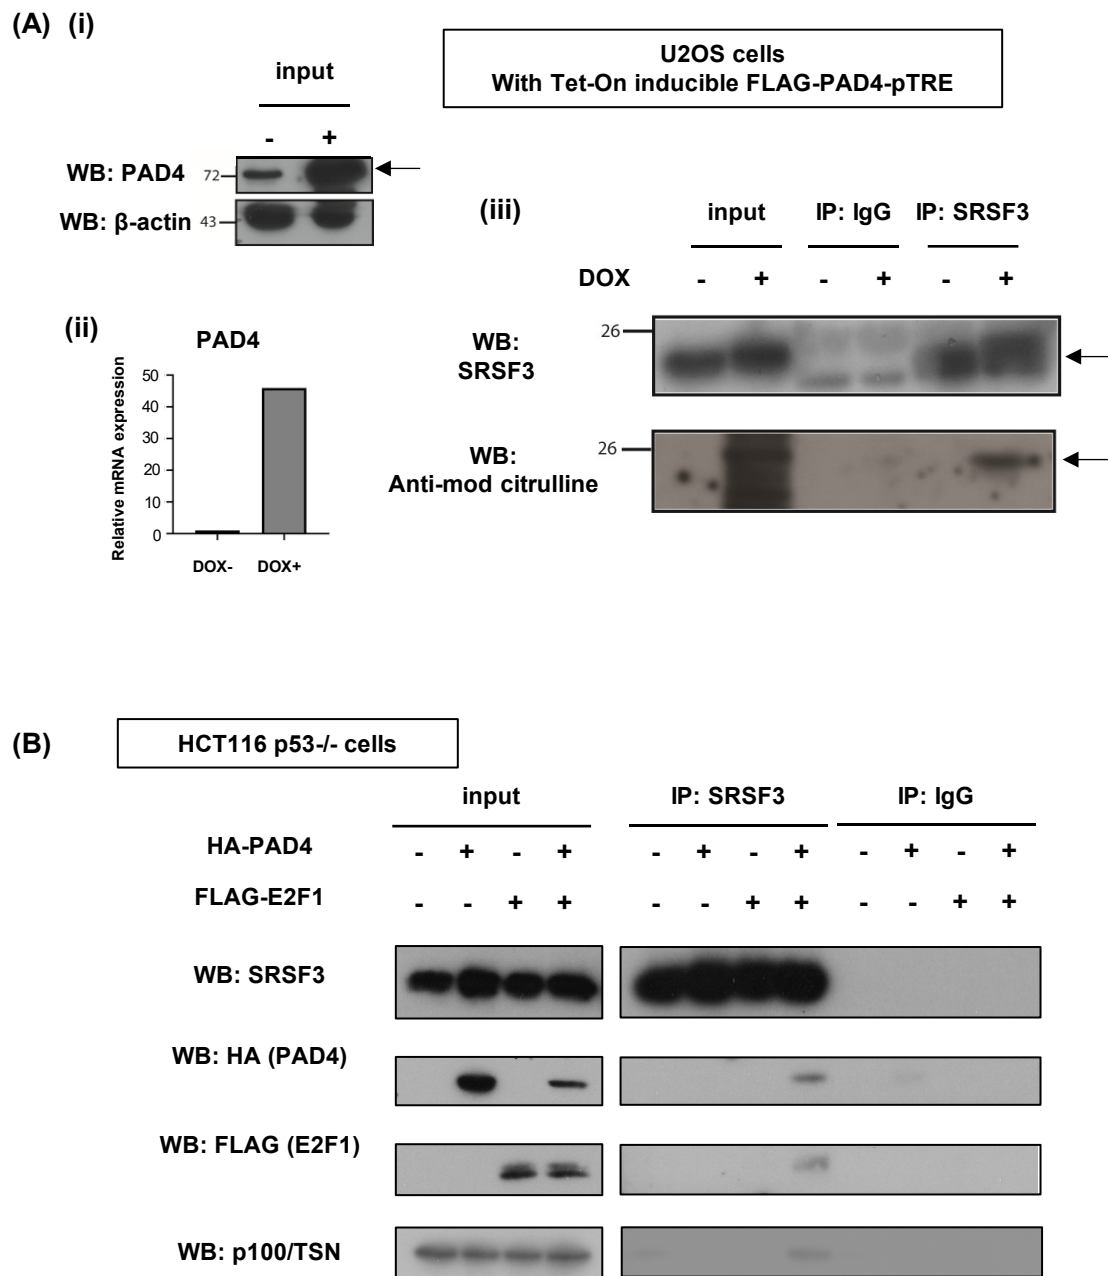 (A) (i)
U2OS cells
With Tet-On inducible FLAG-PAD4-pTRE
input
- +
WB: PAD4 72
WB: β-actin 43
(iii)
input IP: IgG IP: SRSF3
DOX - + - + - +
26
WB:
SRSF3
26
WB:
Anti-mod citrulline
(ii)
PAD4
Relative mRNA expression
50
40
30
20
10
0
DOX- DOX+
(B)
HCT116 p53-/- cells
input IP: SRSF3 IP: IgG
HA-PAD4 - + - + - + - + - + - +
FLAG-E2F1 - - + + - - + + - - + +
WB: SRSF3
WB: HA (PAD4)
WB: FLAG (E2F1)
WB: p100/TSN